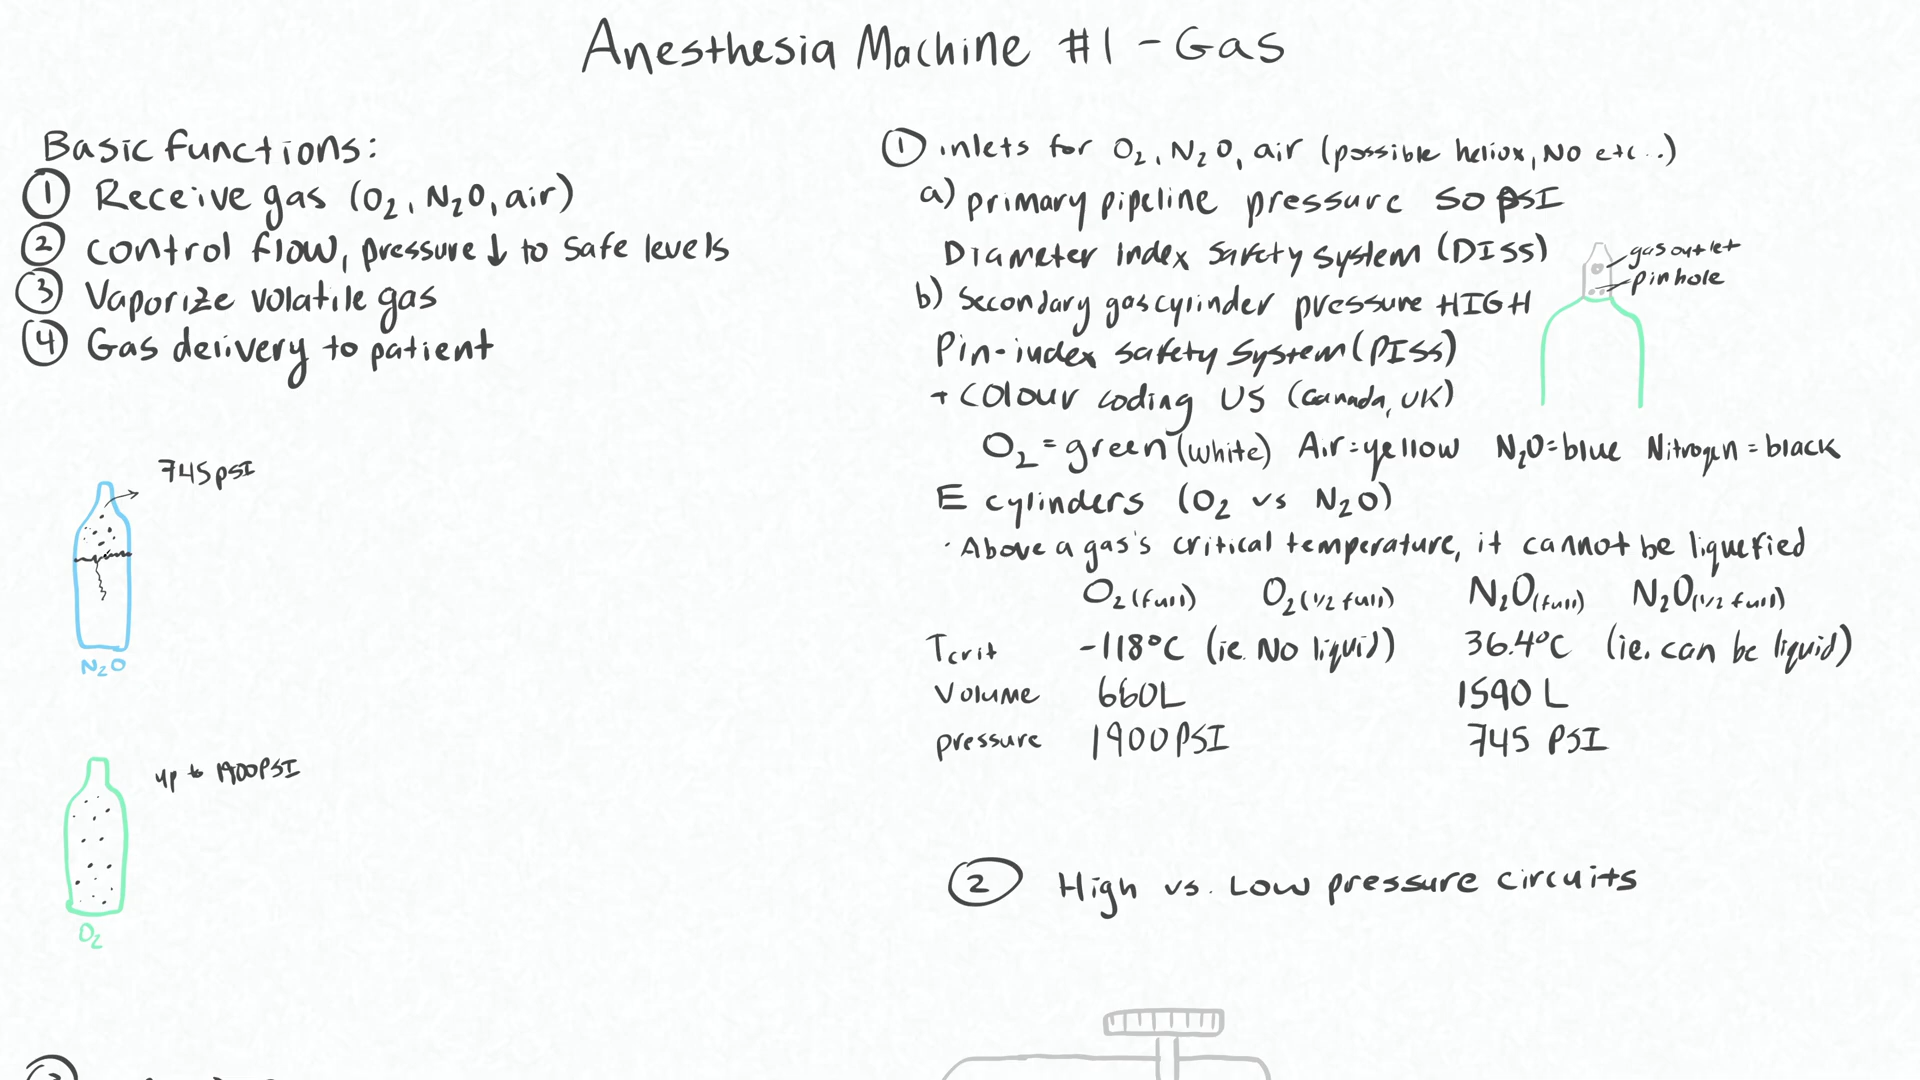 Anesthesia Machine #1 - Gas
Basic functions:
① Receive gas (O₂, N₂O, air)
② control flow, pressure ↓ to safe levels
③ Vaporize volatile gas
④ Gas delivery to patient
745 psi
N₂O
up to 1900 PSI
O₂
① inlets for O₂, N₂O, air (possible heliox, NO etc...)
a) primary pipeline pressure 50 PSI
Diameter index safety system (DISS)
gas outlet
pin hole
b) Secondary gas cylinder pressure HIGH
Pin-index safety System (PISS)
+ colour coding US (Canada, UK)
O₂ = green (white) Air = yellow N₂O = blue Nitrogen = black
E cylinders (O₂ vs N₂O)
· Above a gas's critical temperature, it cannot be liquefied
O₂ (full) O₂ (1/2 full) N₂O (full) N₂O (1/2 full)
Tcrit -118°C (ie. No liquid) 36.4°C (ie. can be liquid)
Volume 660L 1590 L
pressure 1900 PSI 745 PSI
② High vs. Low pressure circuits